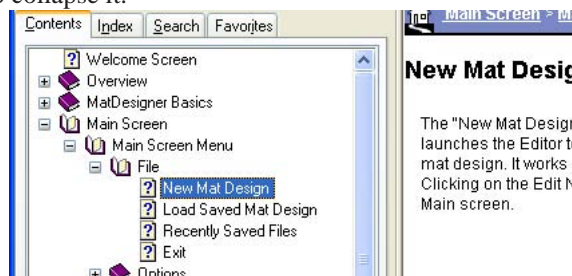 collapse it.
Contents Index Search Favorites
Welcome Screen
Overview
MatDesigner Basics
Main Screen
Main Screen Menu
File
New Mat Design
Load Saved Mat Design
Recently Saved Files
Exit
Options
Main Screen >
New Mat
The "New Mat
launches the Editor
mat design. It works
Clicking on the Edit
Main screen.